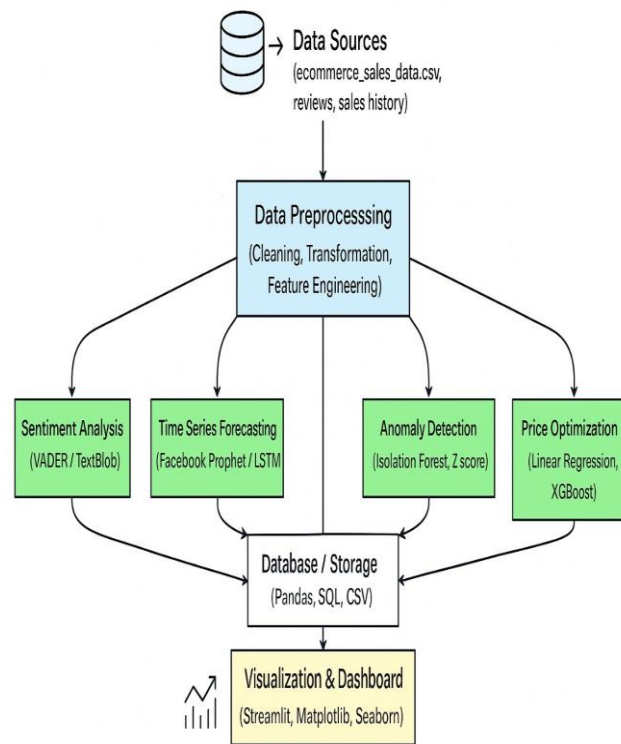 Data Sources
(ecommerce_sales_data.csv,
reviews, sales history)
Data Preprocesssing
(Cleaning, Transformation,
Feature Engineering)
Sentiment Analysis
(VADER / TextBlob)
Time Series Forecasting
(Facebook Prophet / LSTM)
Anomaly Detection
(Isolation Forest, Z score)
Price Optimization
(Linear Regression,
XGBoost)
Database / Storage
(Pandas, SQL, CSV)
Visualization & Dashboard
(Streamlit, Matplotlib, Seaborn)